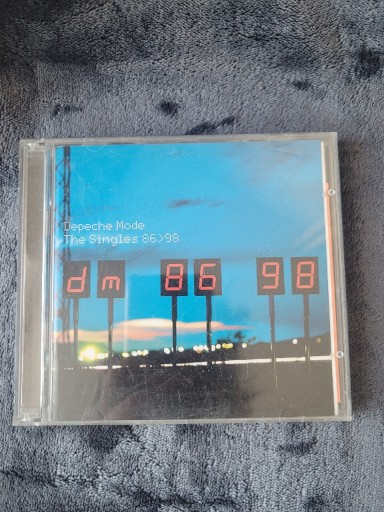 Depeche Mode
The Singles 86>98
dm 86 98